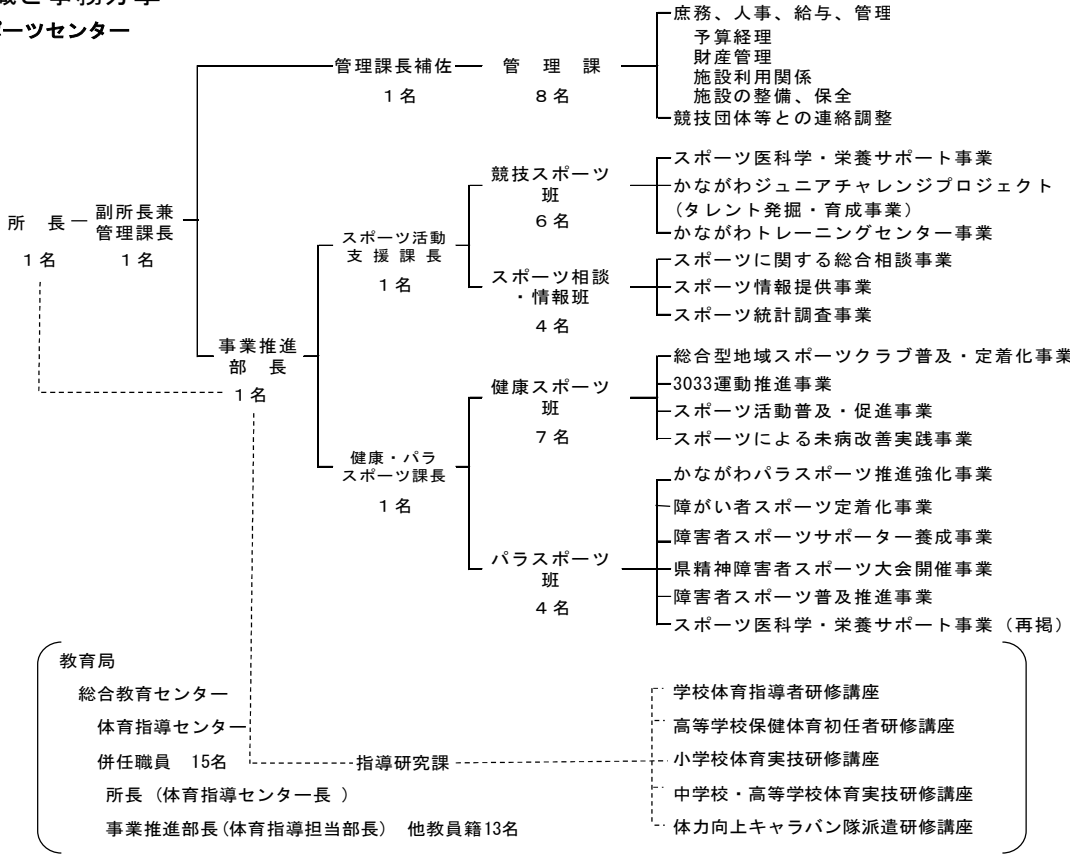 ポーツセンター
庶務、人事、給与、管理
予算経理
財産管理
施設利用関係
施設の整備、保全
競技団体等との連絡調整
管理課長補佐
1名
管 理 課
8名
所 長
1名
副所長兼
管理課長
1名
スポーツ活動
支援課長
1名
競技スポーツ
班
6名
スポーツ医科学・栄養サポート事業
かながわジュニアチャレンジプロジェクト
(タレント発掘・育成事業)
かながわトレーニングセンター事業
スポーツ相談
・情報班
4名
スポーツに関する総合相談事業
スポーツ情報提供事業
スポーツ統計調査事業
事業推進
部 長
1名
健康・パラ
スポーツ課長
1名
健康スポーツ
班
7名
総合型地域スポーツクラブ普及・定着化事業
3033運動推進事業
スポーツ活動普及・促進事業
スポーツによる未病改善実践事業
パラスポーツ
班
4名
かながわパラスポーツ推進強化事業
障がい者スポーツ定着化事業
障害者スポーツサポーター養成事業
県精神障害者スポーツ大会開催事業
障害者スポーツ普及推進事業
スポーツ医科学・栄養サポート事業(再掲)
教育局
総合教育センター
体育指導センター
併任職員 15名
所長(体育指導センター長 )
事業推進部長(体育指導担当部長) 他教員籍13名
指導研究課
学校体育指導者研修講座
高等学校保健体育初任者研修講座
小学校体育実技研修講座
中学校・高等学校体育実技研修講座
体力向上キャラバン隊派遣研修講座